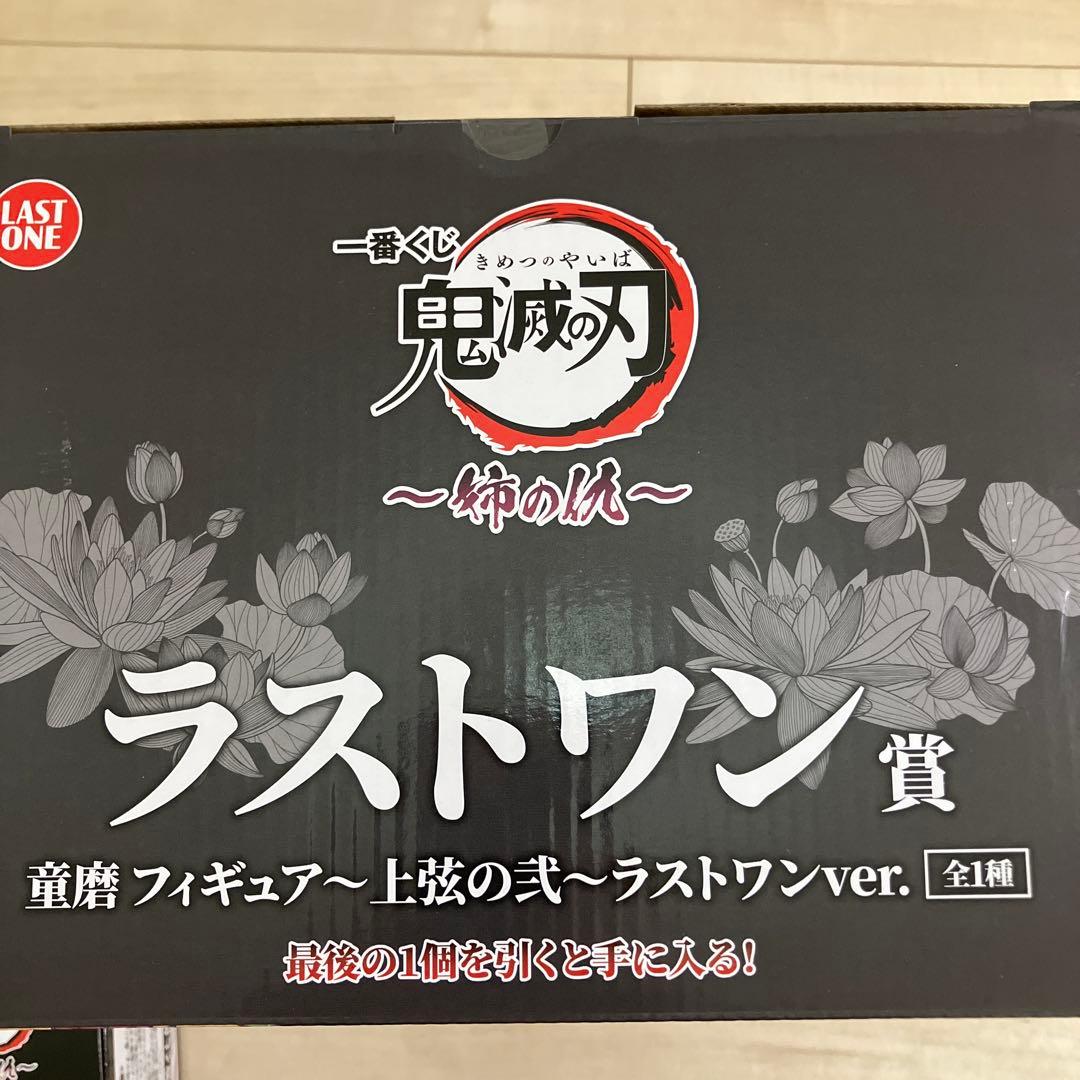 LAST
ONE
一番くじ
きめつのやいば
鬼滅の刃
～姉の仇～
ラストワン賞
童磨 フィギュア～上弦の弐～ラストワンver. 全1種
最後の1個を引くと手に入る!